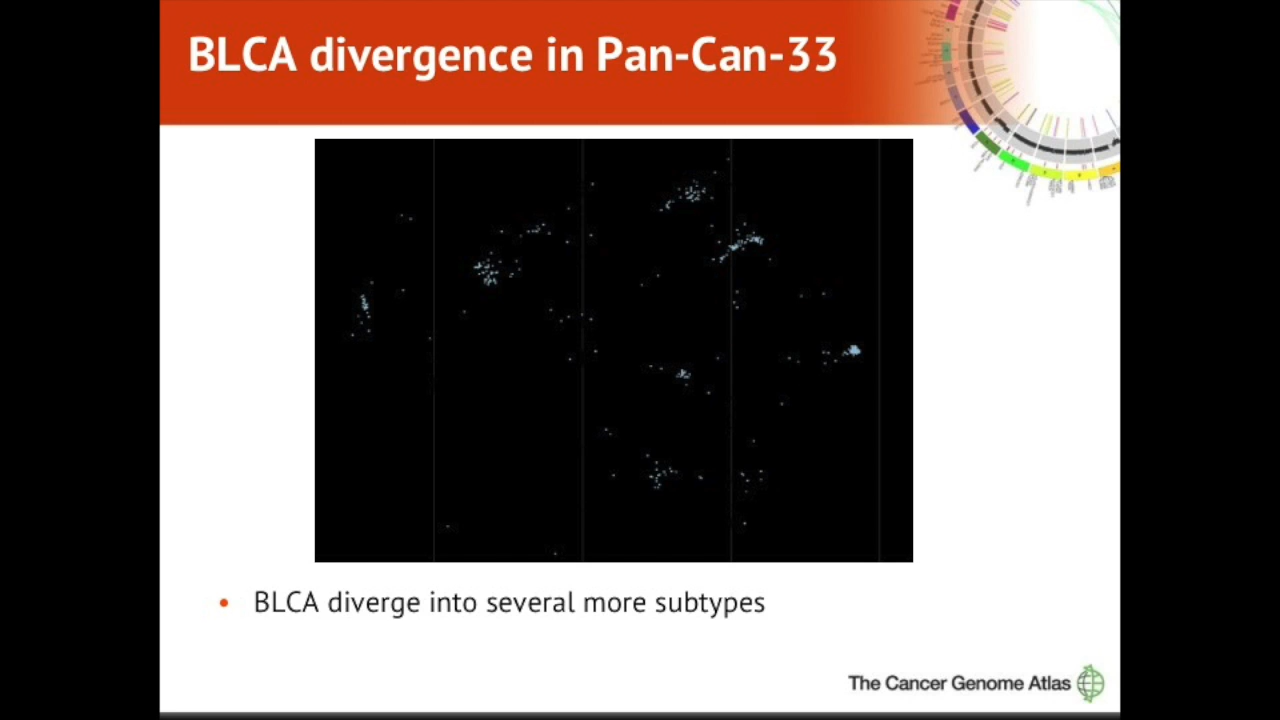 BLCA divergence in Pan-Can-33
• BLCA diverge into several more subtypes
The Cancer Genome Atlas